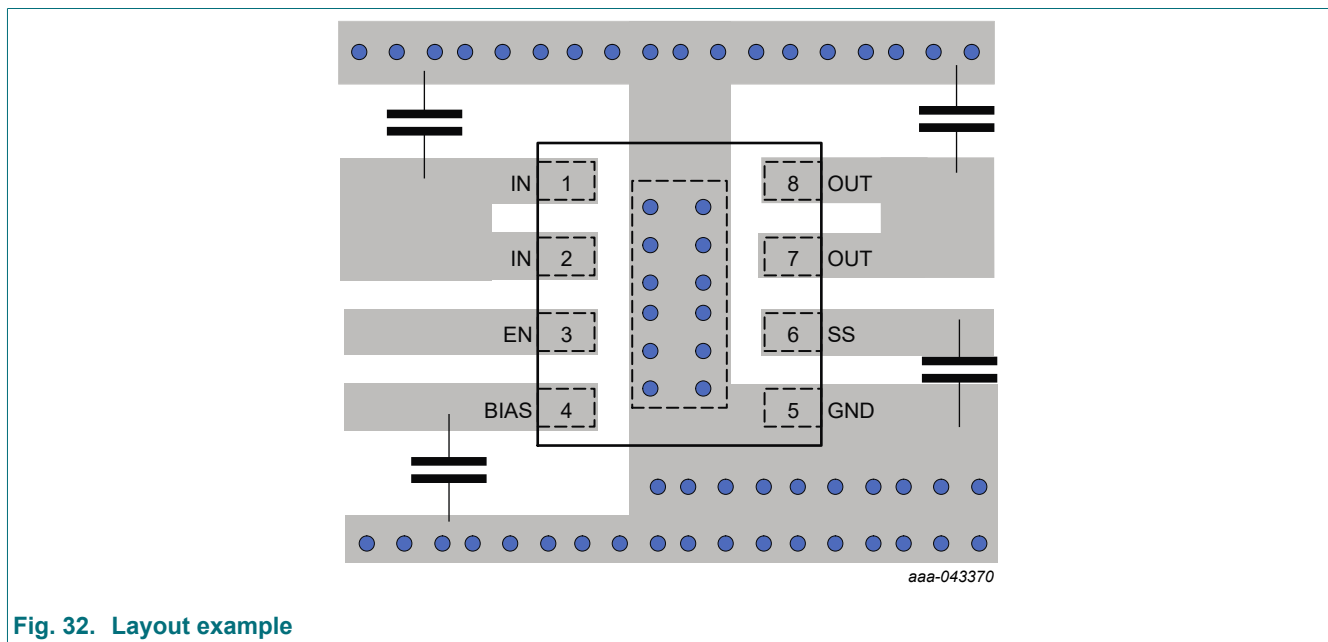 IN 1 8 OUT
IN 2 7 OUT
EN 3 6 SS
BIAS 4 5 GND
aaa-043370
Fig. 32. Layout example